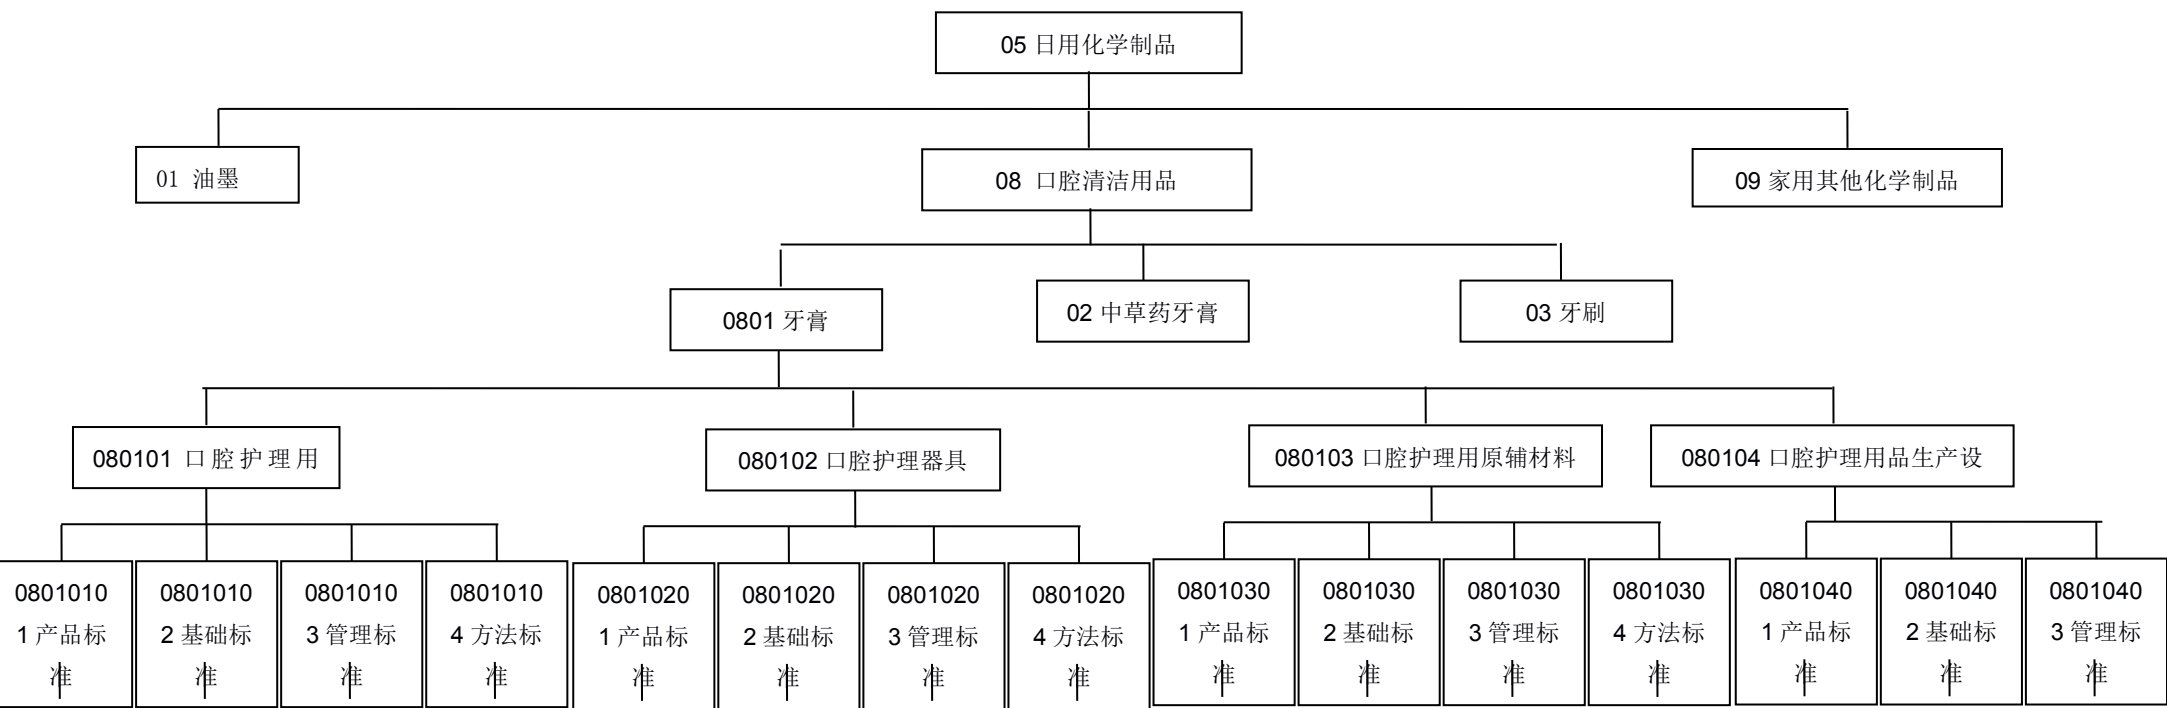 05 日用化学制品
01 油墨
08 口腔清洁用品
09 家用其他化学制品
0801 牙膏
02 中草药牙膏
03 牙刷
080101 口腔护理用
080102 口腔护理器具
080103 口腔护理用原辅材料
080104 口腔护理用品生产设
0801010
1 产品标
准
0801010
2 基础标
准
0801010
3 管理标
准
0801010
4 方法标
准
0801020
1 产品标
准
0801020
2 基础标
准
0801020
3 管理标
准
0801020
4 方法标
准
0801030
1 产品标
准
0801030
2 基础标
准
0801030
3 管理标
准
0801030
4 方法标
准
0801040
1 产品标
准
0801040
2 基础标
准
0801040
3 管理标
准